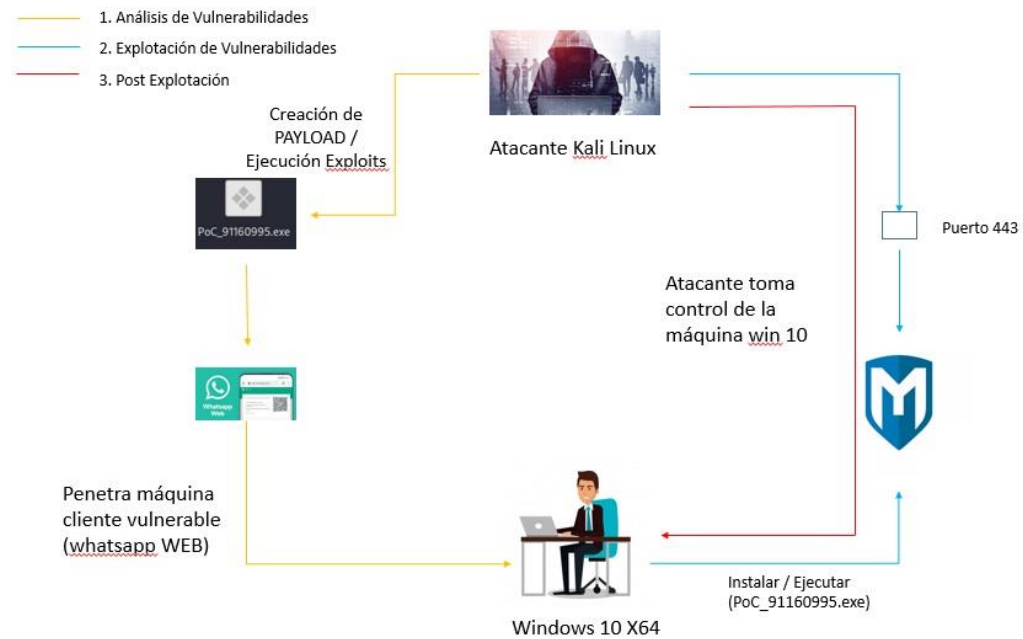 1. Análisis de Vulnerabilidades
2. Explotación de Vulnerabilidades
3. Post Explotación
Creación de
PAYLOAD /
Ejecución Exploits
Atacante Kali Linux
PoC_91160995.exe
Puerto 443
Atacante toma
control de la
máquina win 10
Whatsapp
Web
Penetra máquina
cliente vulnerable
(whatsapp WEB)
Instalar / Ejecutar
(PoC_91160995.exe)
Windows 10 X64